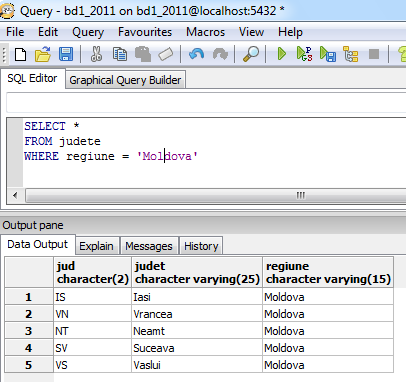 Query - bd1_2011 on bd1_2011@localhost:5432 *
File Edit Query Favourites Macros View Help
SQL Editor Graphical Query Builder
SELECT *
FROM judete
WHERE regiune = 'Moldova'
Output pane
Data Output Explain Messages History
jud judet regiune
character(2) character varying(25) character varying(15)
1 IS Iasi Moldova
2 VN Vrancea Moldova
3 NT Neamt Moldova
4 SV Suceava Moldova
5 VS Vaslui Moldova